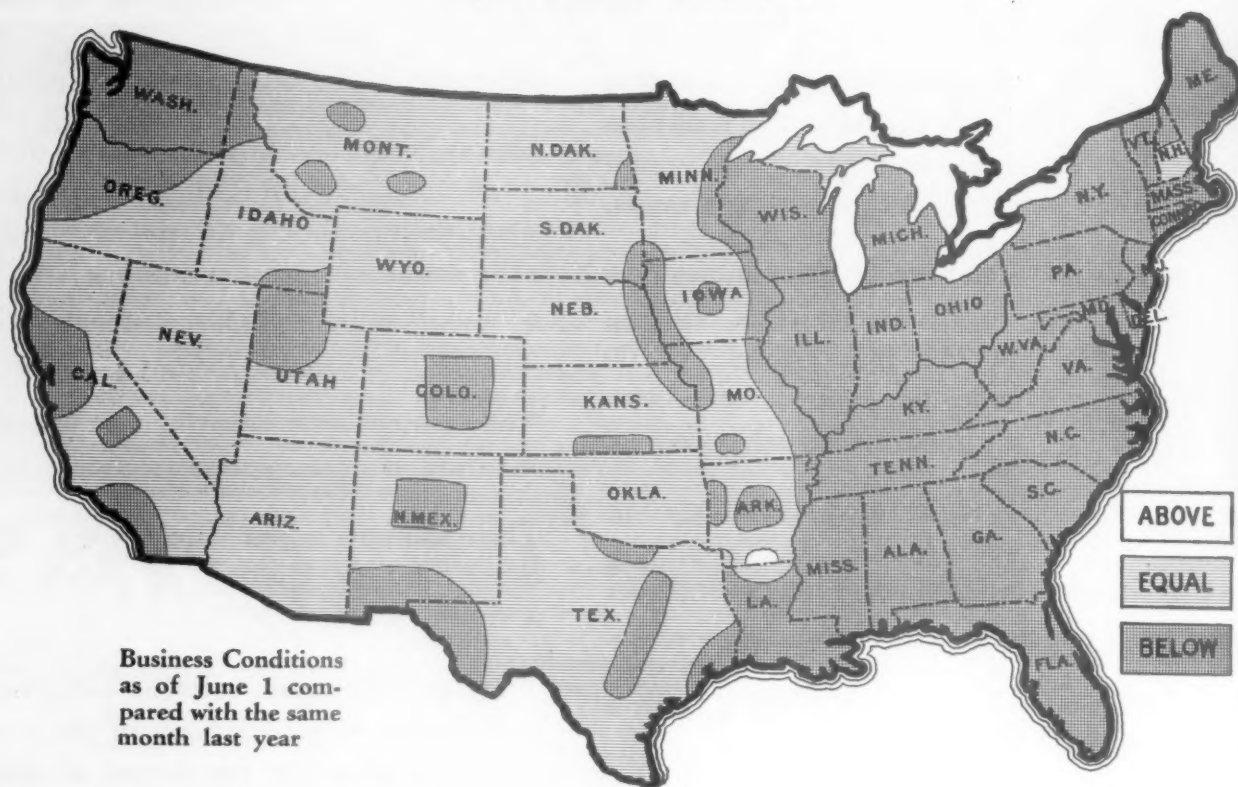 ME.
WASH.
MONT.
N.DAK.
MINN.
VT.
N.H.
OREG.
IDAHO
S.DAK.
WIS.
MICH.
N.Y.
MASS.
CONN.
WYO.
NEB.
IOWA
PA.
N.J.
NEV.
ILL.
IND.
OHIO
MD.
DEL.
W.VA.
VA.
CAL.
UTAH
COLO.
KANS.
MO.
KY.
N.C.
TENN.
S.C.
ARIZ.
N.MEX.
OKLA.
ARK.
MISS.
ALA.
GA.
TEX.
LA.
FLA.
ABOVE
EQUAL
BELOW
Business Conditions
as of June 1 com-
pared with the same
month last year